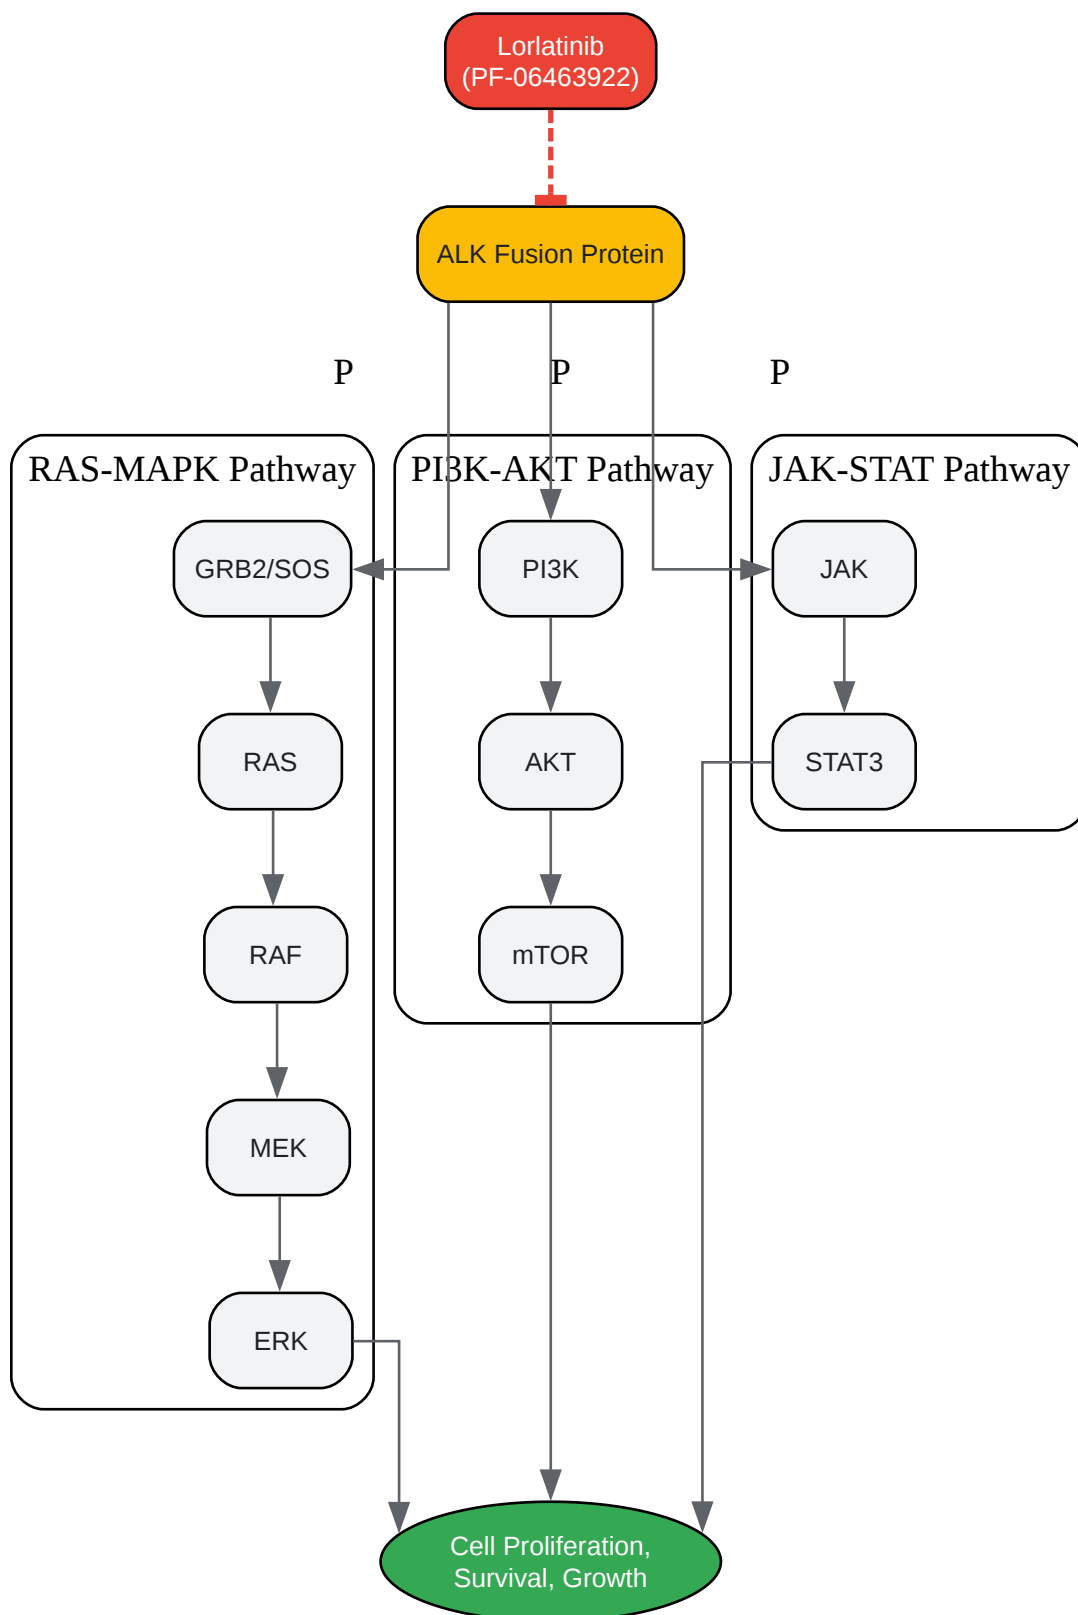 Lorlatinib
(PF-06463922)
ALK Fusion Protein
P
P
P
RAS-MAPK Pathway
PI3K-AKT Pathway
JAK-STAT Pathway
GRB2/SOS
PI3K
JAK
RAS
AKT
STAT3
RAF
mTOR
MEK
ERK
Cell Proliferation,
Survival, Growth